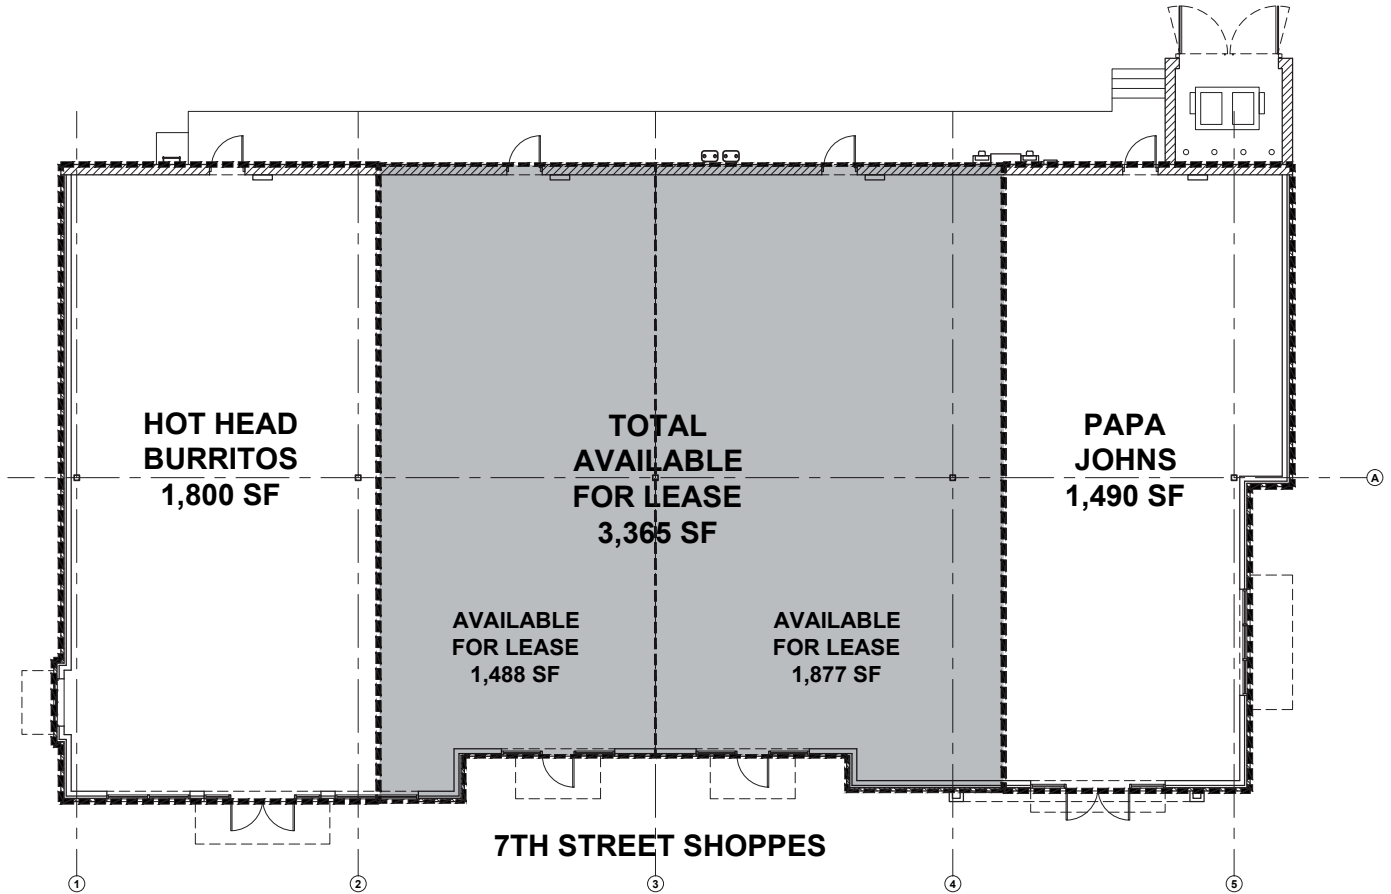 HOT HEAD
BURRITOS
1,800 SF
TOTAL
AVAILABLE
FOR LEASE
3,365 SF
PAPA
JOHNS
1,490 SF
A
AVAILABLE
FOR LEASE
1,488 SF
AVAILABLE
FOR LEASE
1,877 SF
7TH STREET SHOPPES
1
2
3
4
5